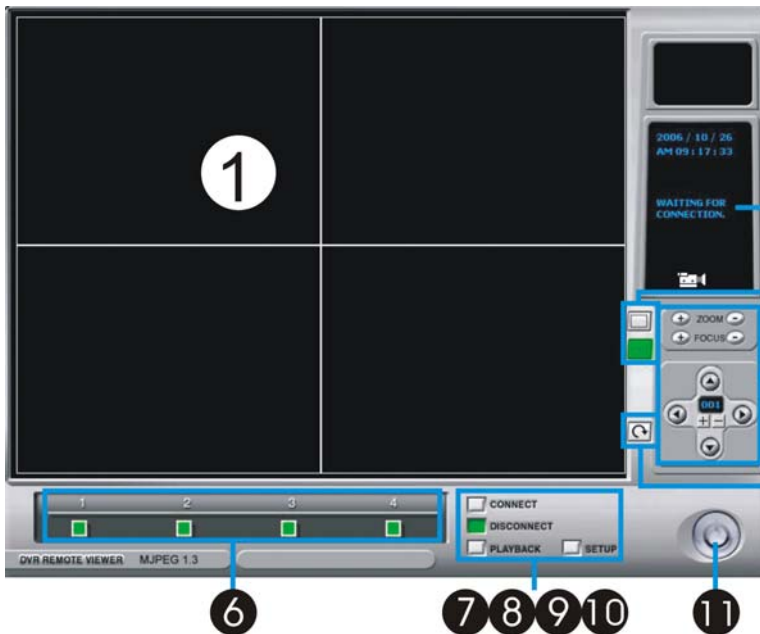 1
2006 / 10 / 26
AM 09:17:33
WAITING FOR
CONNECTION.
+ ZOOM -
+ FOCUS -
001
+ -
1 2 3 4
CONNECT
DISCONNECT
PLAYBACK SETUP
DVR REMOTE VIEWER MJPEG 1.3
6 7 8 9 10 11